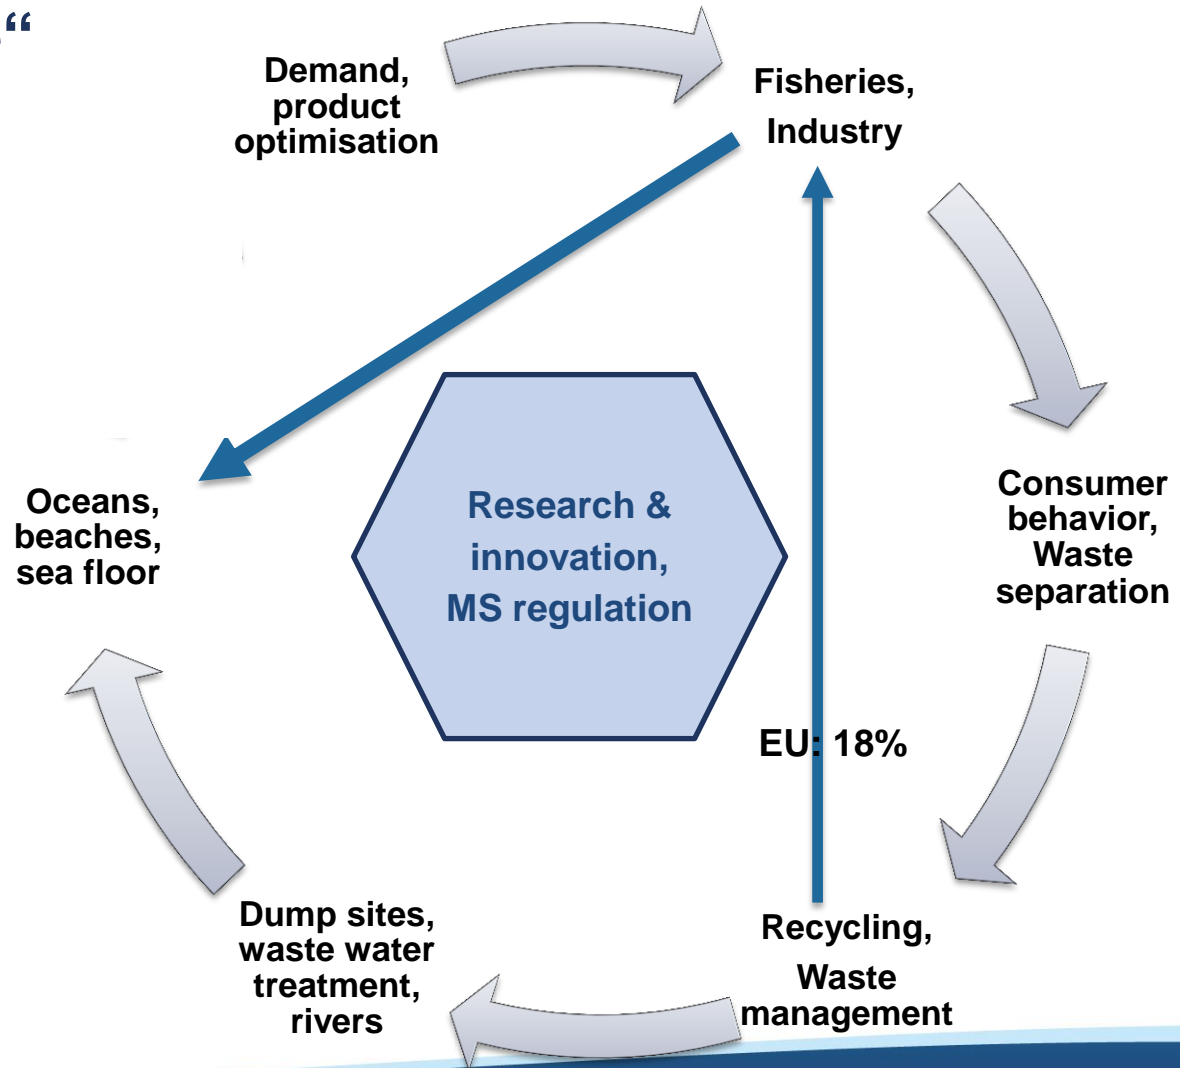 “
Demand,
product
optimisation
Fisheries,
Industry
Consumer
behavior,
Waste
separation
Oceans,
beaches,
sea floor
Research &
innovation,
MS regulation
EU: 18%
Recycling,
Waste
management
Dump sites,
waste water
treatment,
rivers